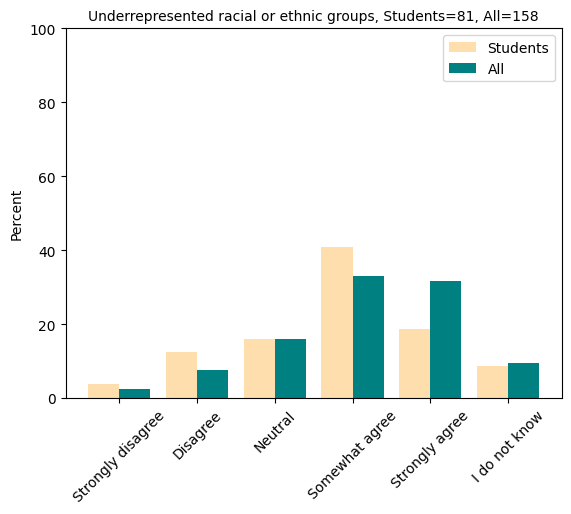 Underrepresented racial or ethnic groups, Students=81, All=158
Students
All
Percent
100
80
60
40
20
0
Strongly disagree
Disagree
Neutral
Somewhat agree
Strongly agree
I do not know